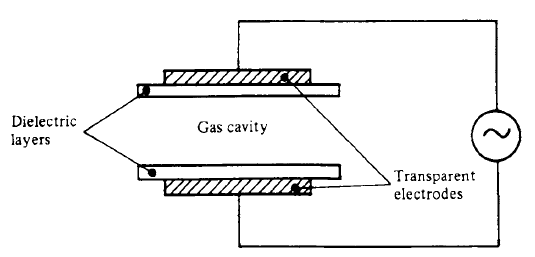 Dielectric
layers
Gas cavity
Transparent
electrodes